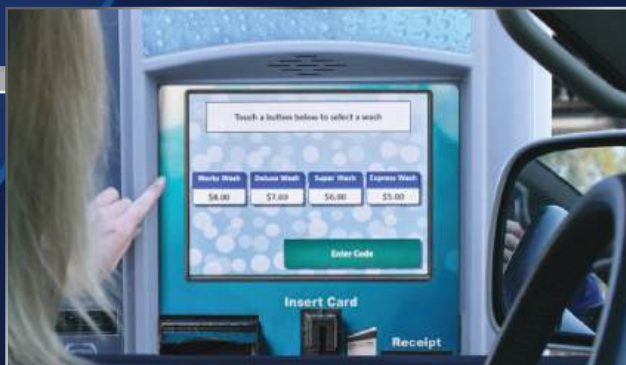 Touch a button below to select a wash
Works Wash Deluxe Wash Super Wash Express Wash
$8.00 $7.00 $6.00 $5.00
Enter Code
Insert Card
Receipt